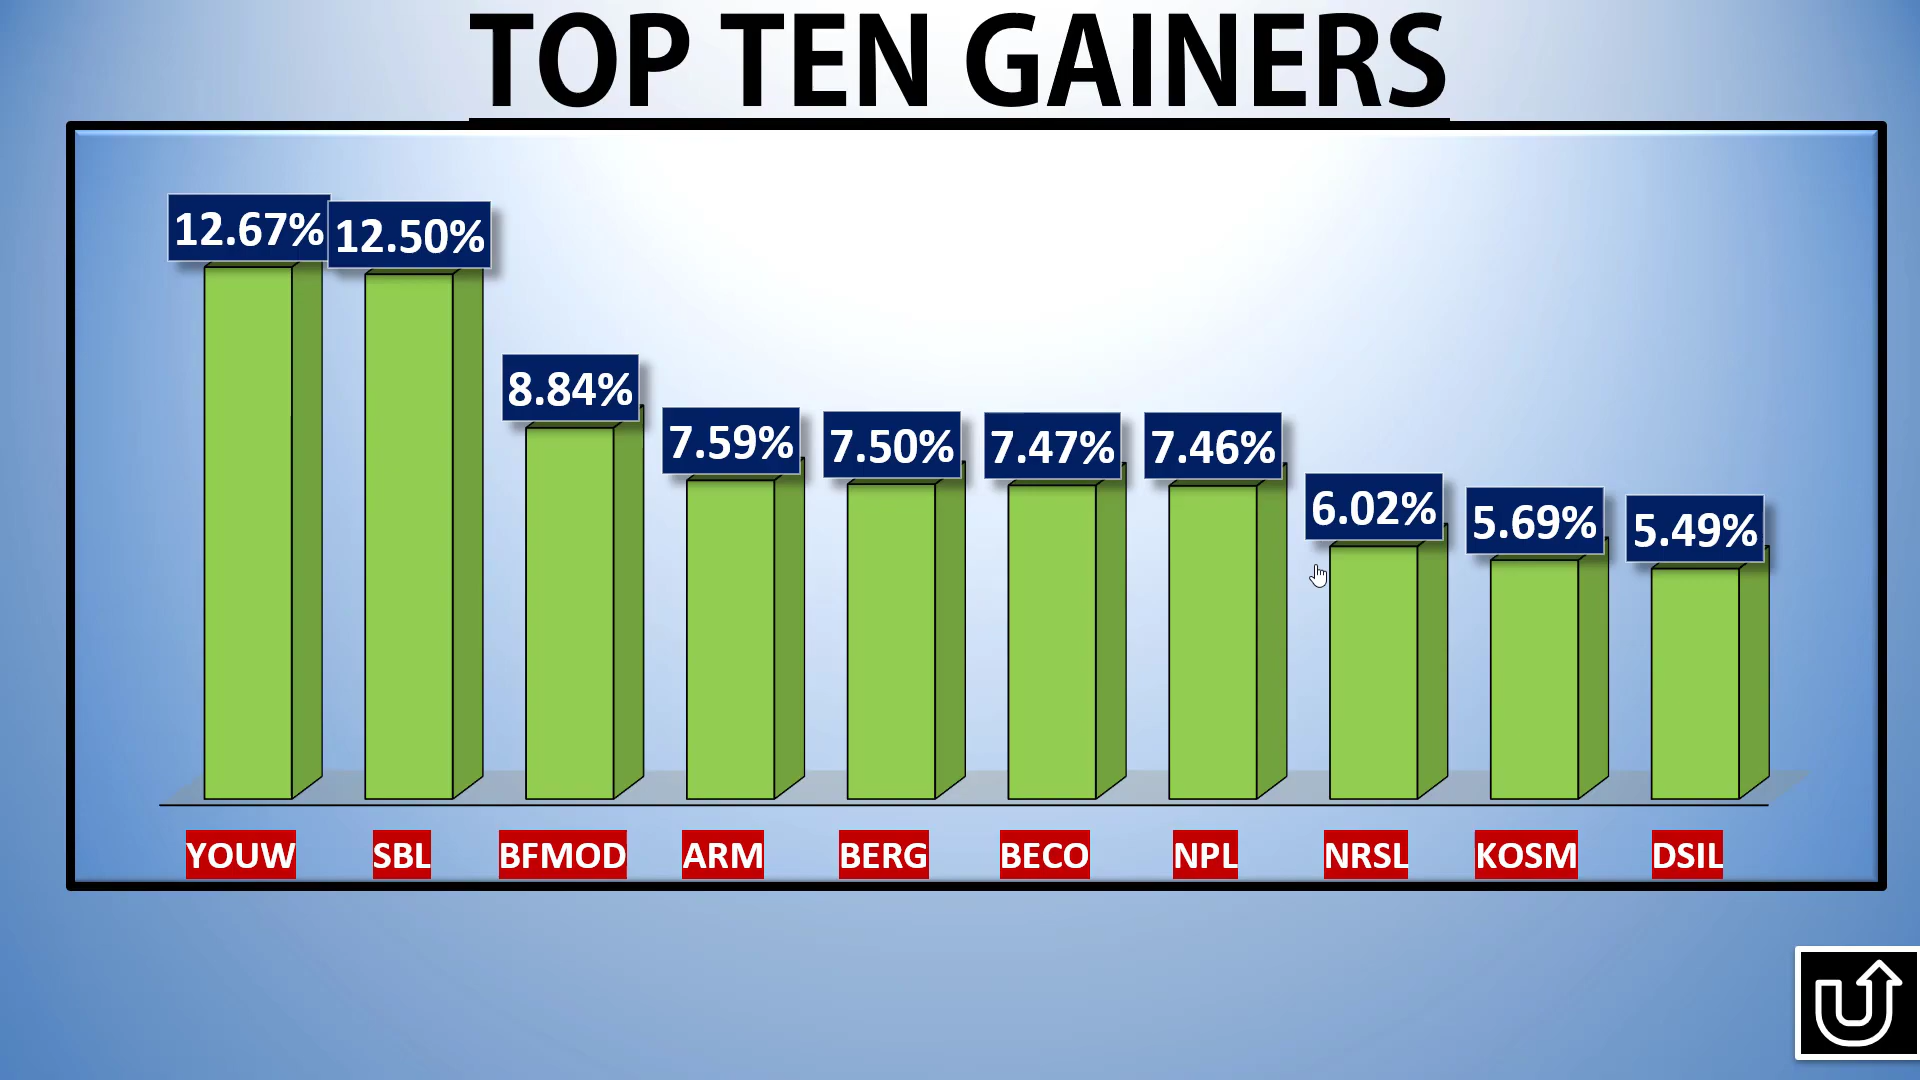 TOP TEN GAINERS
12.67% 12.50% 8.84% 7.59% 7.50% 7.47% 7.46% 6.02% 5.69% 5.49%
YOUW SBL BFMOD ARM BERG BECO NPL NRSL KOSM DSIL